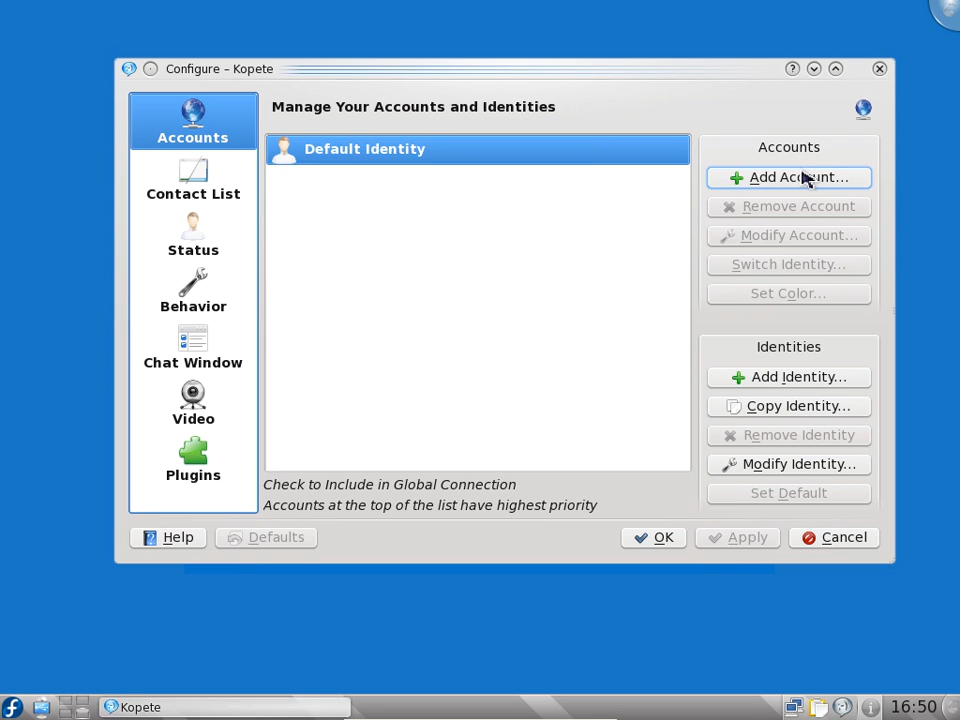 Configure – Kopete
Accounts
Contact List
Status
Behavior
Chat Window
Video
Plugins
Manage Your Accounts and Identities
Default Identity
Check to Include in Global Connection
Accounts at the top of the list have highest priority
Accounts
Add Account...
Remove Account
Modify Account...
Switch Identity...
Set Color...
Identities
Add Identity...
Copy Identity...
Remove Identity
Modify Identity...
Set Default
Help
Defaults
OK
Apply
Cancel
Kopete
16:50